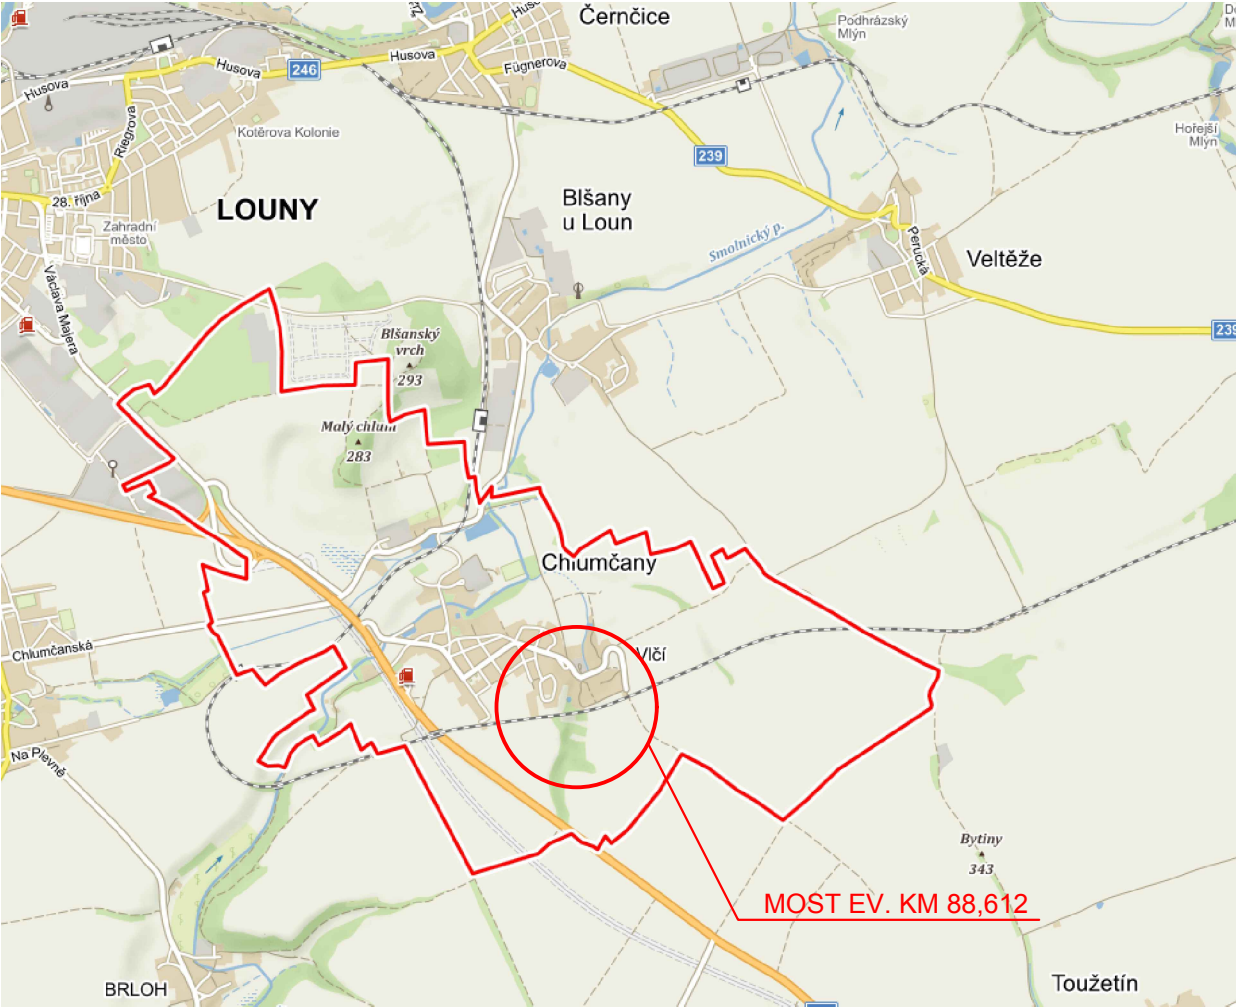 Černčice
Podhrázský
Mlýn
Husova
Husova
Husova
246
Fügnerova
Husova
Riegrova
Kotěrova Kolonie
Hořejší
Mlýn
239
28. října
LOUNY
Blšany
u Loun
Zahradní
město
Smolnický p.
Perucká
Veltěže
Václava Majera
Blšanský
vrch
293
239
Malý chlum
283
Chlumčany
Chlumčanská
Vlčí
Na Plevně
Bytiny
343
MOST EV. KM 88,612
BRLOH
Toužetín